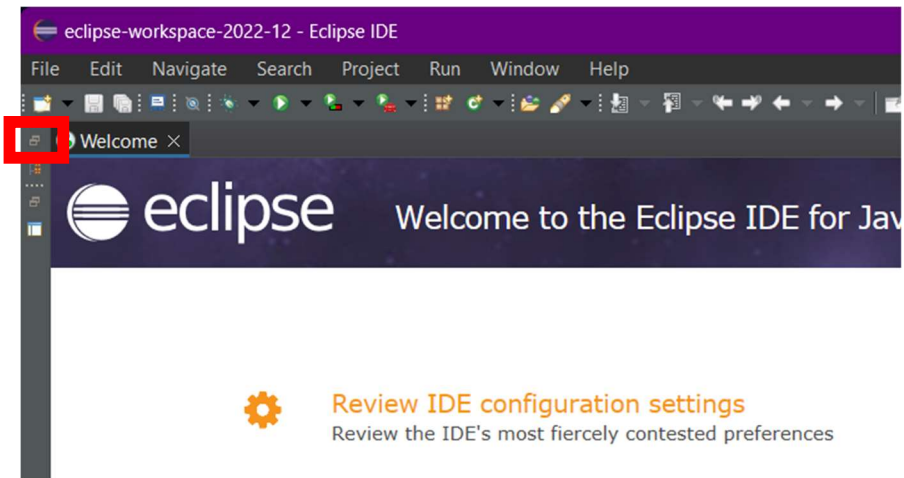 eclipse-workspace-2022-12 - Eclipse IDE
File Edit Navigate Search Project Run Window Help
Welcome
eclipse Welcome to the Eclipse IDE for Jav
Review IDE configuration settings
Review the IDE's most fiercely contested preferences